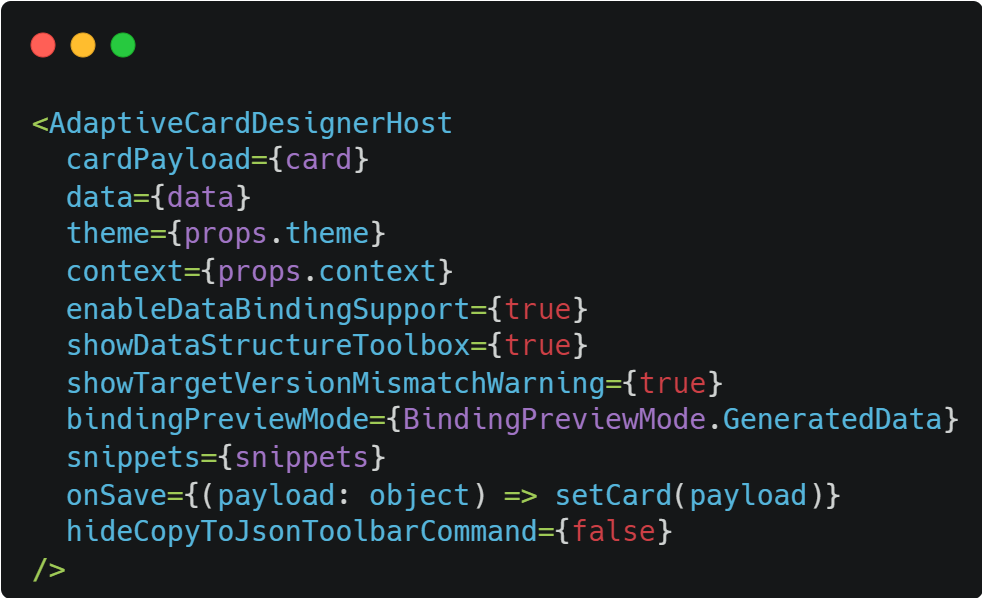 <AdaptiveCardDesignerHost
  cardPayload={card}
  data={data}
  theme={props.theme}
  context={props.context}
  enableDataBindingSupport={true}
  showDataStructureToolbox={true}
  showTargetVersionMismatchWarning={true}
  bindingPreviewMode={BindingPreviewMode.GeneratedData}
  snippets={snippets}
  onSave={(payload: object) => setCard(payload)}
  hideCopyToJsonToolbarCommand={false}
/>